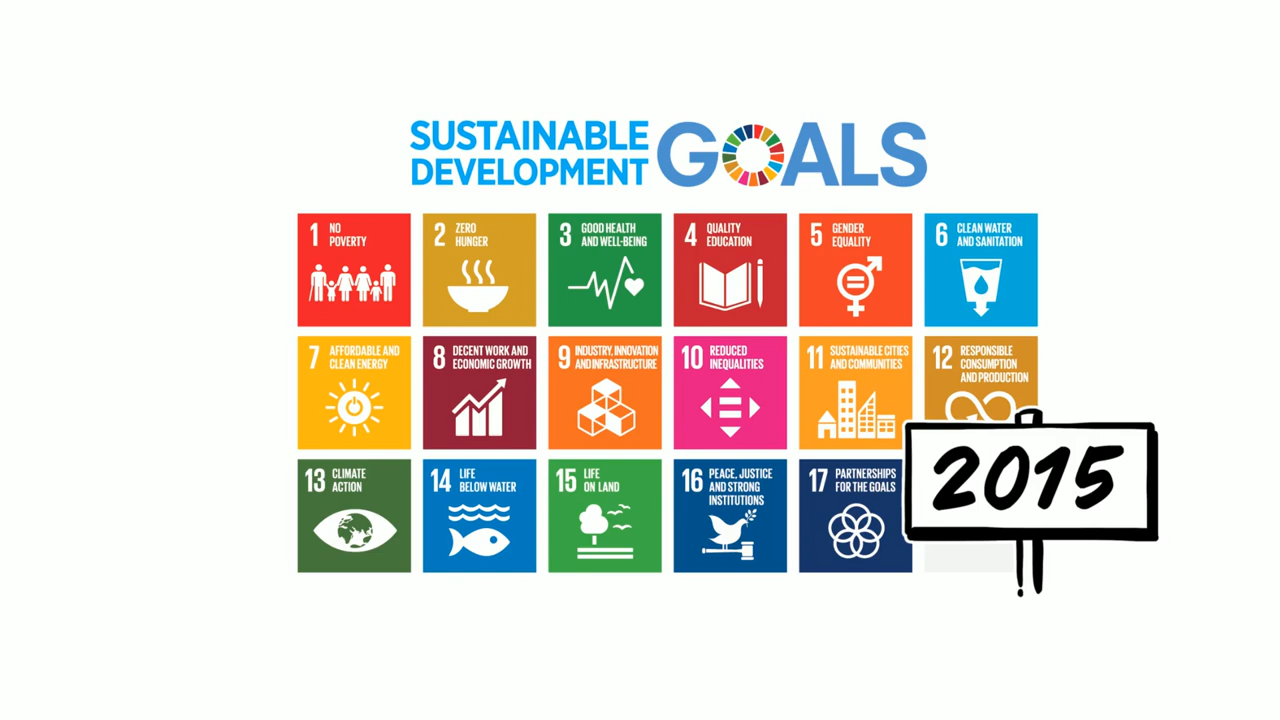 SUSTAINABLE
DEVELOPMENT
GOALS
1 NO
POVERTY
2 ZERO
HUNGER
3 GOOD HEALTH
AND WELL-BEING
4 QUALITY
EDUCATION
5 GENDER
EQUALITY
6 CLEAN WATER
AND SANITATION
7 AFFORDABLE AND
CLEAN ENERGY
8 DECENT WORK AND
ECONOMIC GROWTH
9 INDUSTRY, INNOVATION
AND INFRASTRUCTURE
10 REDUCED
INEQUALITIES
11 SUSTAINABLE CITIES
AND COMMUNITIES
12 RESPONSIBLE
CONSUMPTION
AND PRODUCTION
13 CLIMATE
ACTION
14 LIFE
BELOW WATER
15 LIFE
ON LAND
16 PEACE, JUSTICE
AND STRONG
INSTITUTIONS
17 PARTNERSHIPS
FOR THE GOALS
2015